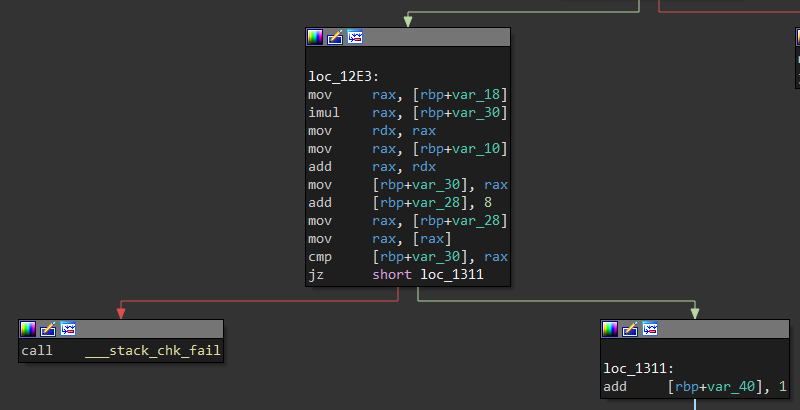 loc_12E3:
mov rax, [rbp+var_18]
imul rax, [rbp+var_30]
mov rdx, rax
mov rax, [rbp+var_10]
add rax, rdx
mov [rbp+var_30], rax
add [rbp+var_28], 8
mov rax, [rbp+var_28]
mov rax, [rax]
cmp [rbp+var_30], rax
jz short loc_1311
call ___stack_chk_fail
loc_1311:
add [rbp+var_40], 1